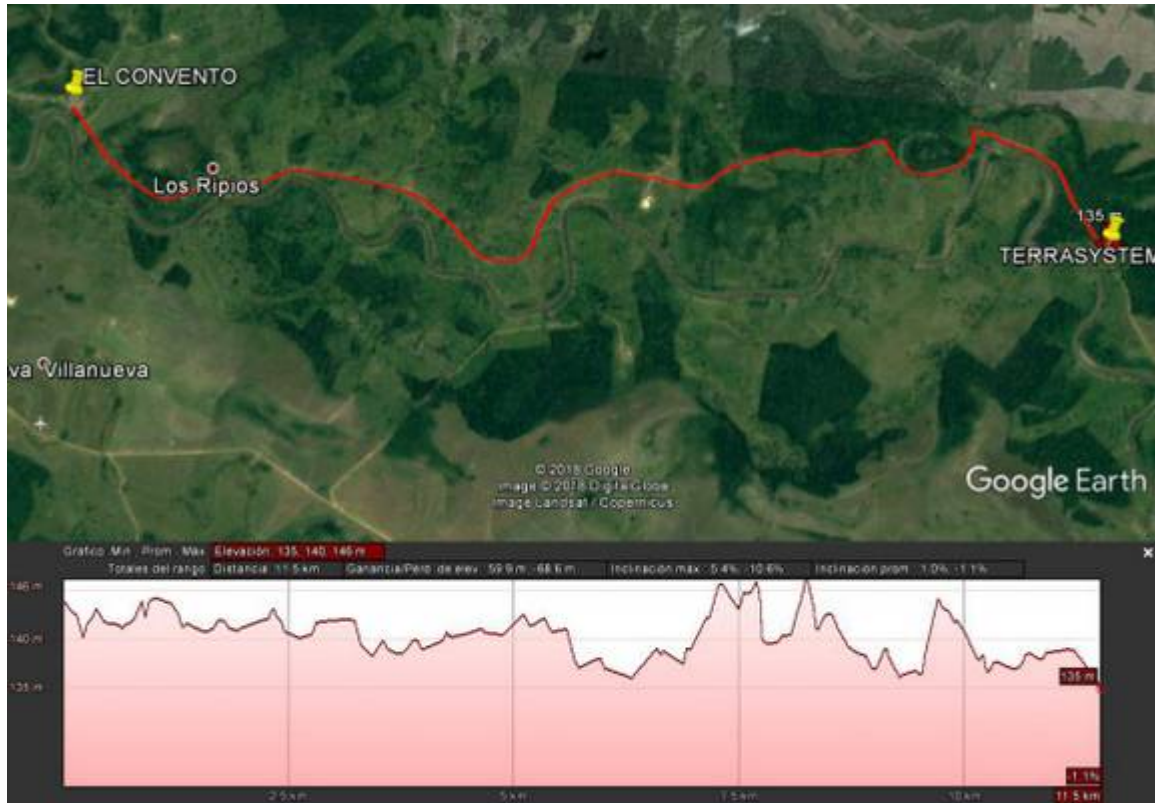 EL CONVENTO
Los Ripios
135 m
TERRASYSTEM
va Villanueva
© 2018 Google
Image © 2018 DigitalGlobe
Image Landsat / Copernicus
Google Earth
Gráfico Min Prom Máx Elevación: 135, 140, 146 m
Totales del rango: Distancia: 11.5 km Ganancia/Pérd. de elev.: 59.9 m, -68.6 m Inclinación máx.: 5.4%, -10.6% Inclinación prom.: 1.0%, -1.1%
146 m
140 m
135 m
135 m
-1.1%
2.5 km 5 km 7.5 km 10 km 11.5 km